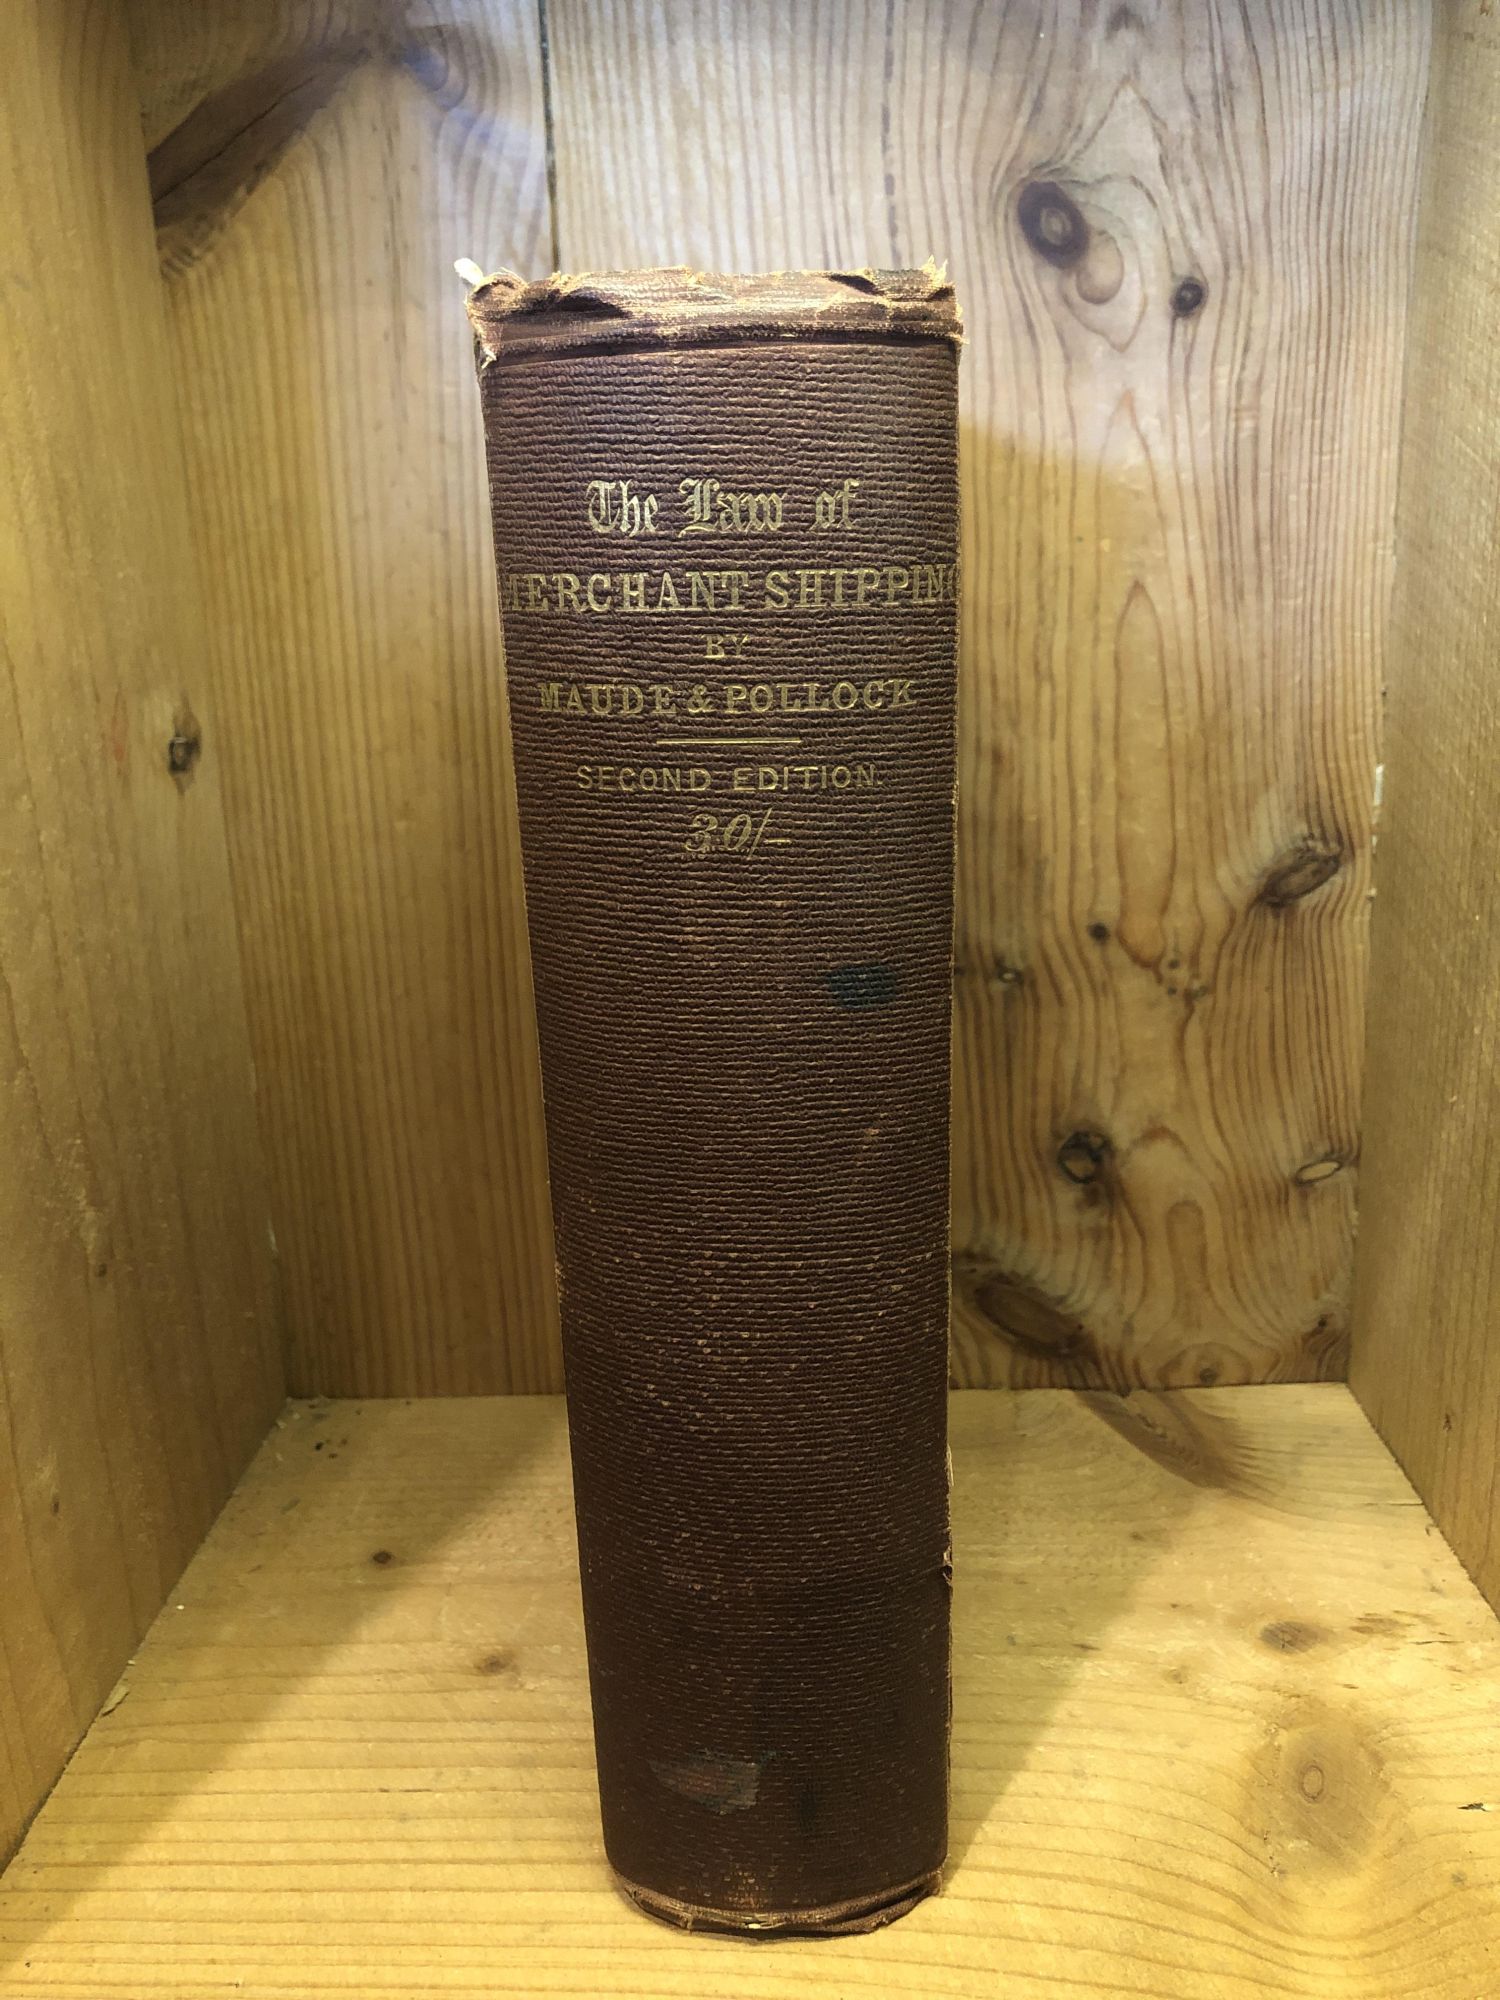 The Law of
MERCHANT SHIPPING
BY
MAUDE & POLLOCK
SECOND EDITION.
30/-